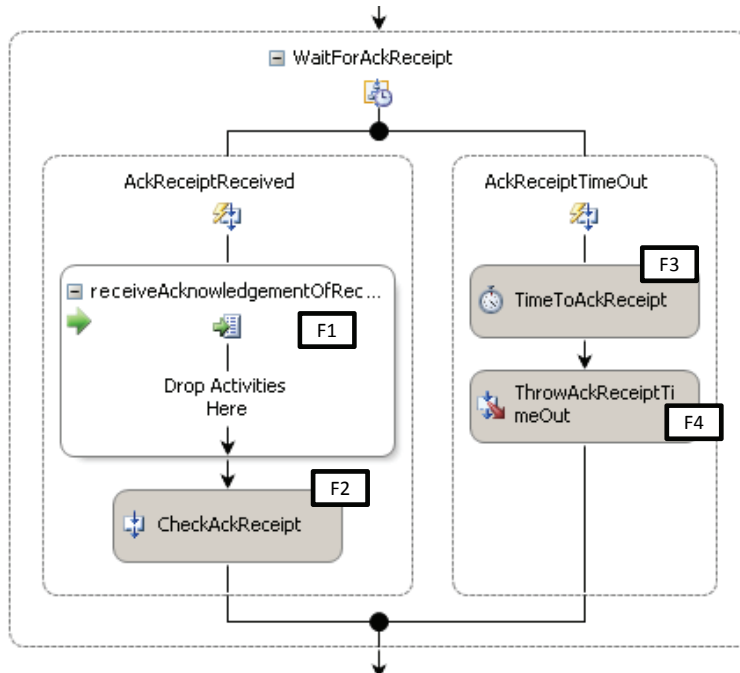 WaitForAckReceipt
AckReceiptReceived
receiveAcknowledgementOfRec...
F1
Drop Activities
Here
F2
CheckAckReceipt
AckReceiptTimeOut
F3
TimeToAckReceipt
ThrowAckReceiptTi
meOut
F4